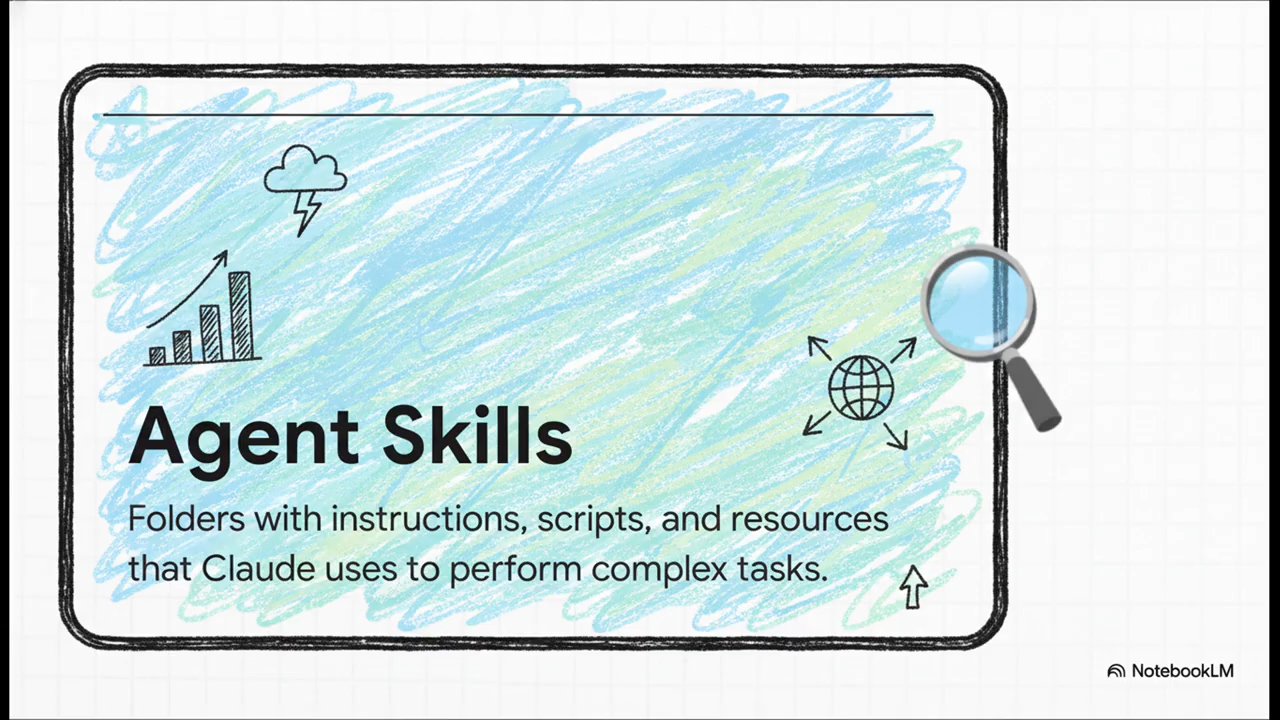 Agent Skills
Folders with instructions, scripts, and resources
that Claude uses to perform complex tasks.
NotebookLM